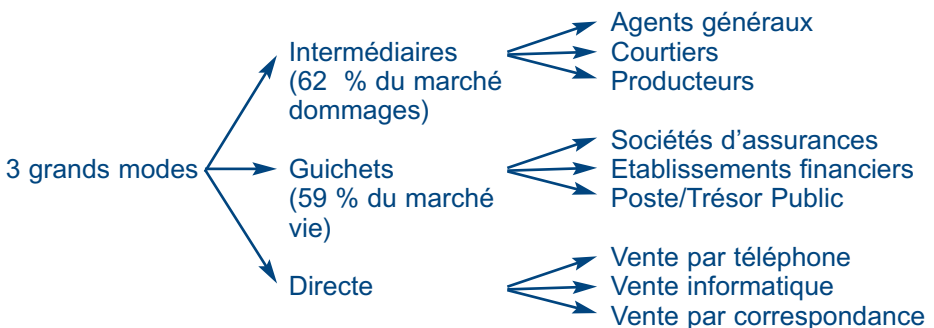 3 grands modes
Intermédiaires
(62 % du marché
dommages)
Agents généraux
Courtiers
Producteurs
Guichets
(59 % du marché
vie)
Sociétés d'assurances
Etablissements financiers
Poste/Trésor Public
Directe
Vente par téléphone
Vente informatique
Vente par correspondance